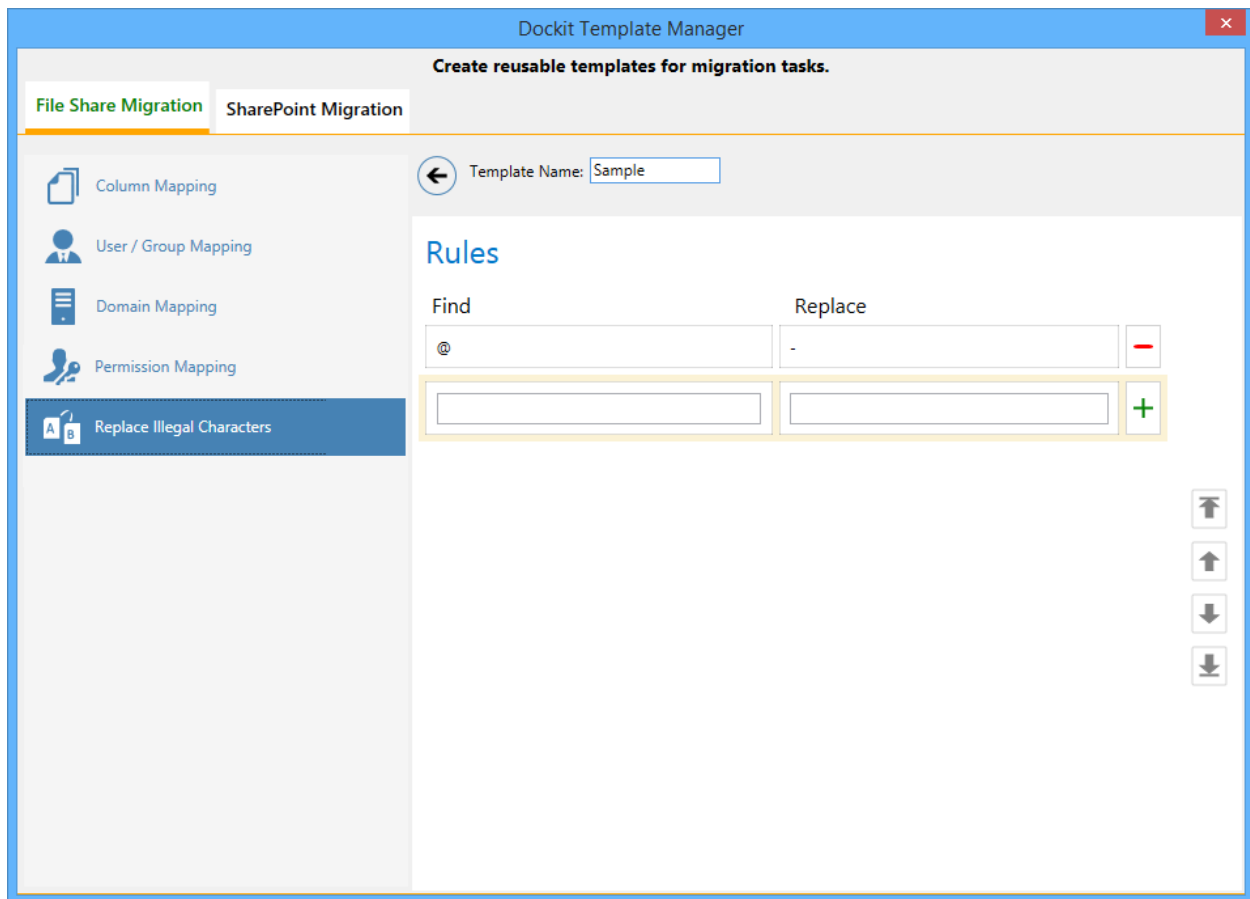 Dockit Template Manager
Create reusable templates for migration tasks.
File Share Migration
SharePoint Migration
Column Mapping
User / Group Mapping
Domain Mapping
Permission Mapping
A B
Replace Illegal Characters
Template Name: Sample
Rules
Find Replace
@ -